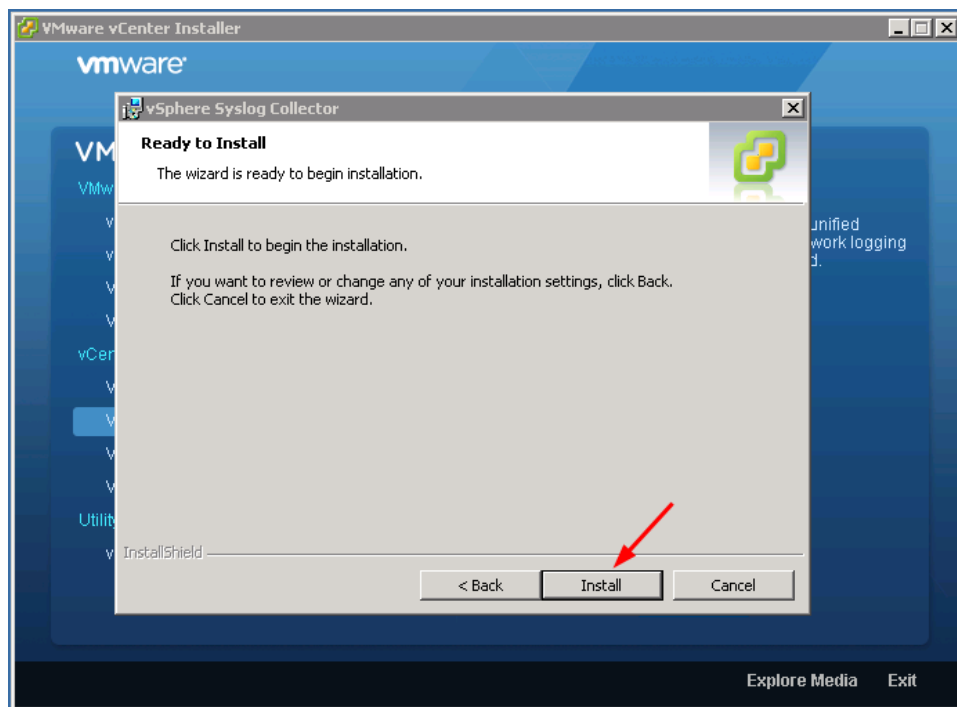 VMware vCenter Installer
vmware
vSphere Syslog Collector
Ready to Install
The wizard is ready to begin installation.
Click Install to begin the installation.
If you want to review or change any of your installation settings, click Back.
Click Cancel to exit the wizard.
InstallShield
< Back
Install
Cancel
logging
Explore Media
Exit